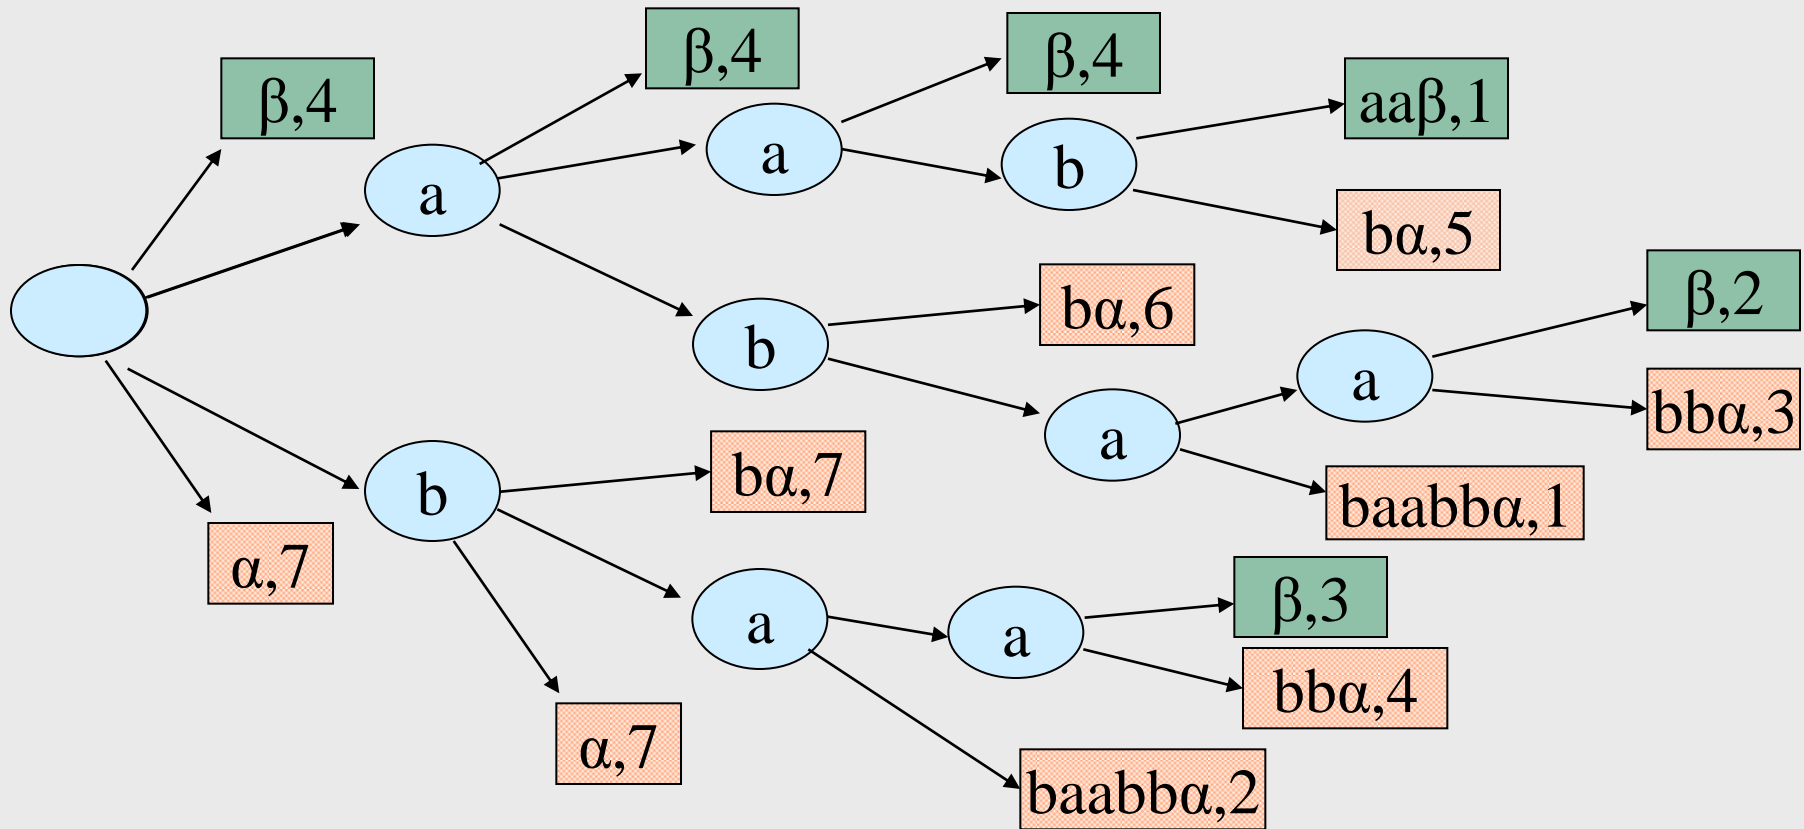 β,4
β,4
β,4
aaβ,1
a
a
b
bα,5
bα,6
β,2
b
a
bbα,3
a
bα,7
b
baabbα,1
α,7
β,3
a
a
bbα,4
α,7
baabbα,2